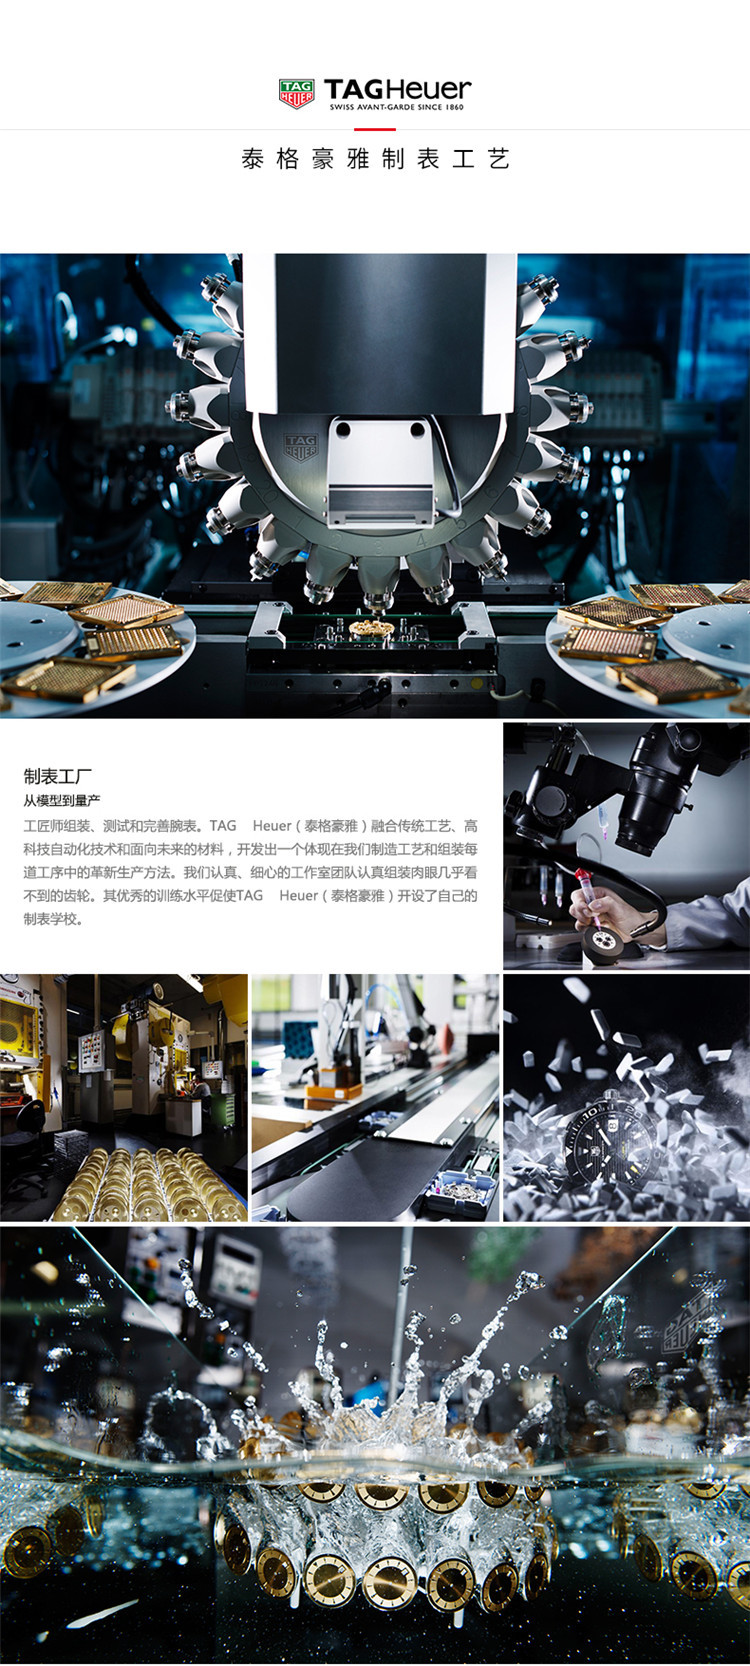 TAG
HEUER
TAGHeuer
SWISS AVANT-GARDE SINCE 1860
泰格豪雅制表工艺
TAG
HEUER
制表工厂
从模型到量产
工匠师组装、测试和完善腕表。TAG Heuer（泰格豪雅）融合传统工艺、高
科技自动化技术和面向未来的材料，开发出一个体现在我们制造工艺和组装每
道工序中的革新生产方法。我们认真、细心的工作室团队认真组装肉眼几乎看
不到的齿轮。其优秀的训练水平促使TAG Heuer（泰格豪雅）开设了自己的
制表学校。
10
TAG
HEUER